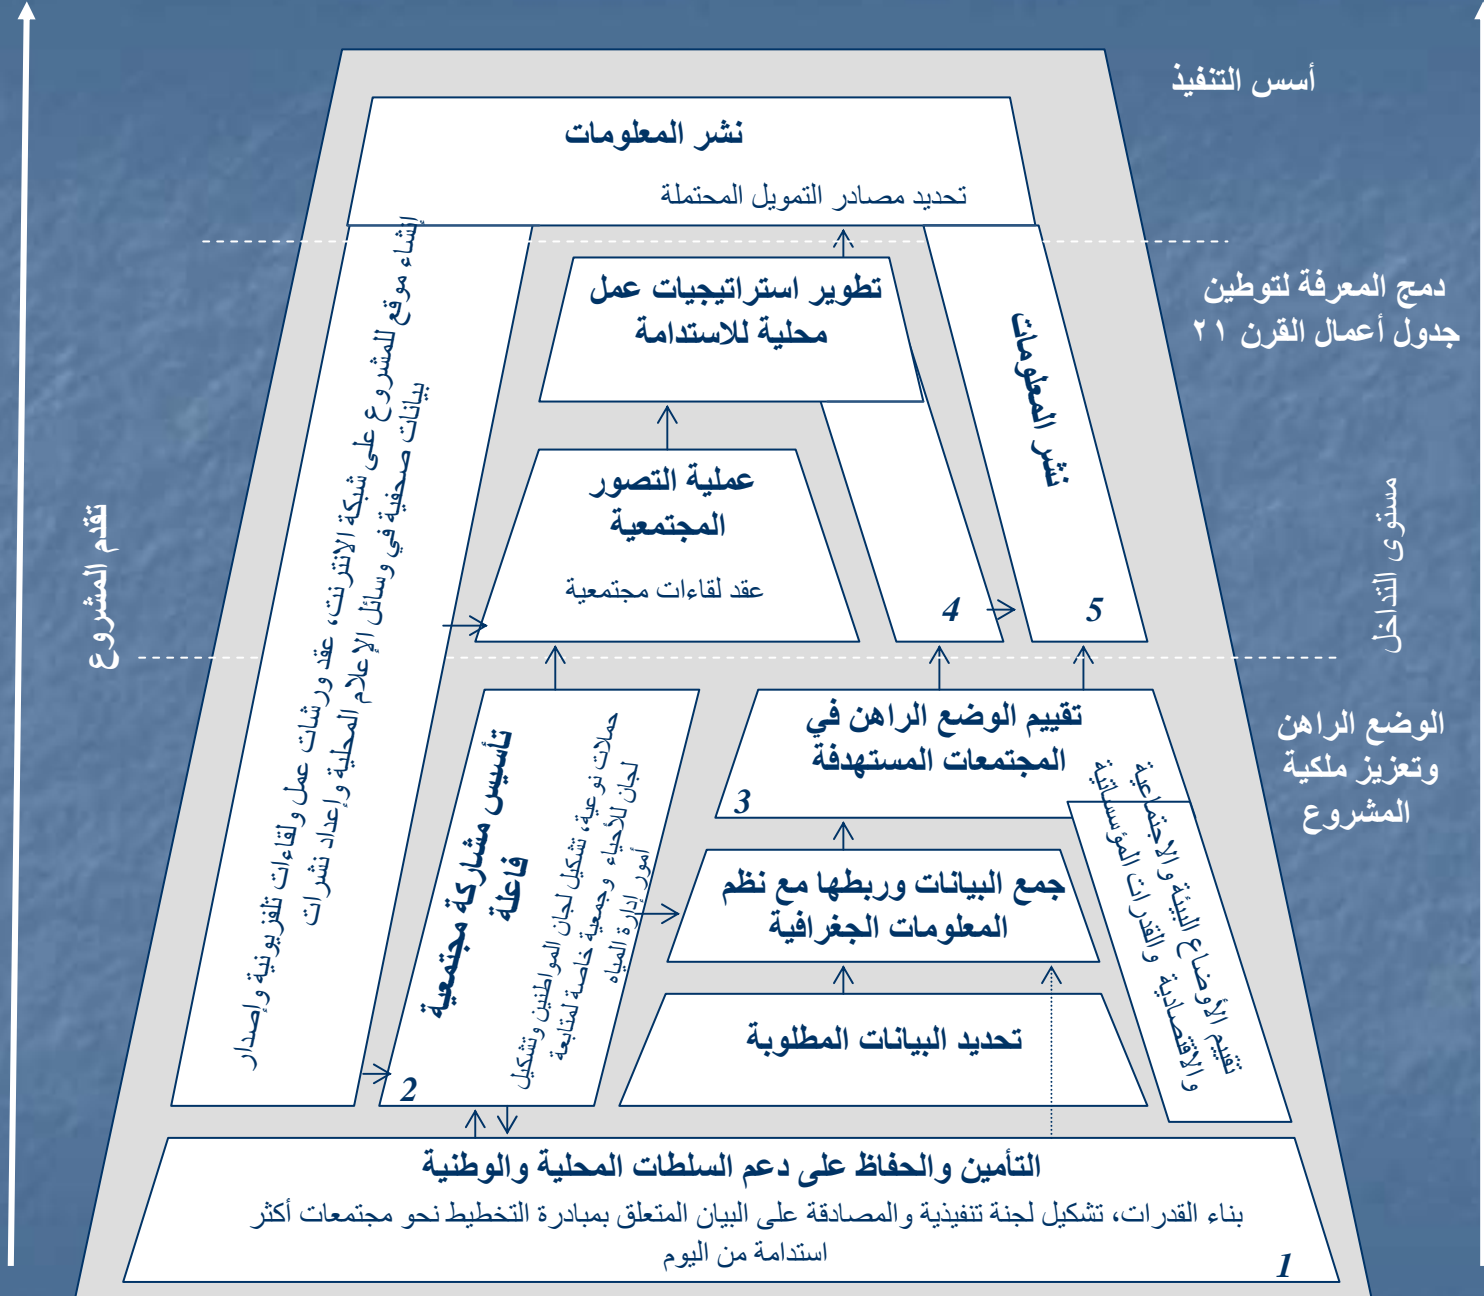 أسس التنفيذ
نشر المعلومات
تحديد مصادر التمويل المحتملة
دمج المعرفة لتوطين
جدول أعمال القرن ٢١
تطوير استراتيجيات عمل
محلية للاستدامة
نشر المعلومات
5
4
عملية التصور
المجتمعية
عقد لقاءات مجتمعية
إنشاء موقع للمشروع على شبكة الانترنت، عقد ورشات عمل ولقاءات تلفزيونية وإصدار
بيانات صحفية في وسائل الإعلام المحلية وإعداد نشرات
تقدم المشروع
مستوى التداخل
الوضع الراهن
وتعزيز ملكية
المشروع
تقييم الوضع الراهن في
المجتمعات المستهدفة
3
تقييم الأوضاع البيئة والاجتماعية
والاقتصادية والقدرات المؤسساتية
تأسيس مشاركة مجتمعية
فاعلة
حملات نوعية، تشكيل لجان المواطنين وتشكيل
لجان للأحياء وجمعية خاصة لمتابعة
أمور إدارة المياه
2
جمع البيانات وربطها مع نظم
المعلومات الجغرافية
تحديد البيانات المطلوبة
التأمين والحفاظ على دعم السلطات المحلية والوطنية
بناء القدرات، تشكيل لجنة تنفيذية والمصادقة على البيان المتعلق بمبادرة التخطيط نحو مجتمعات أكثر
استدامة من اليوم
1